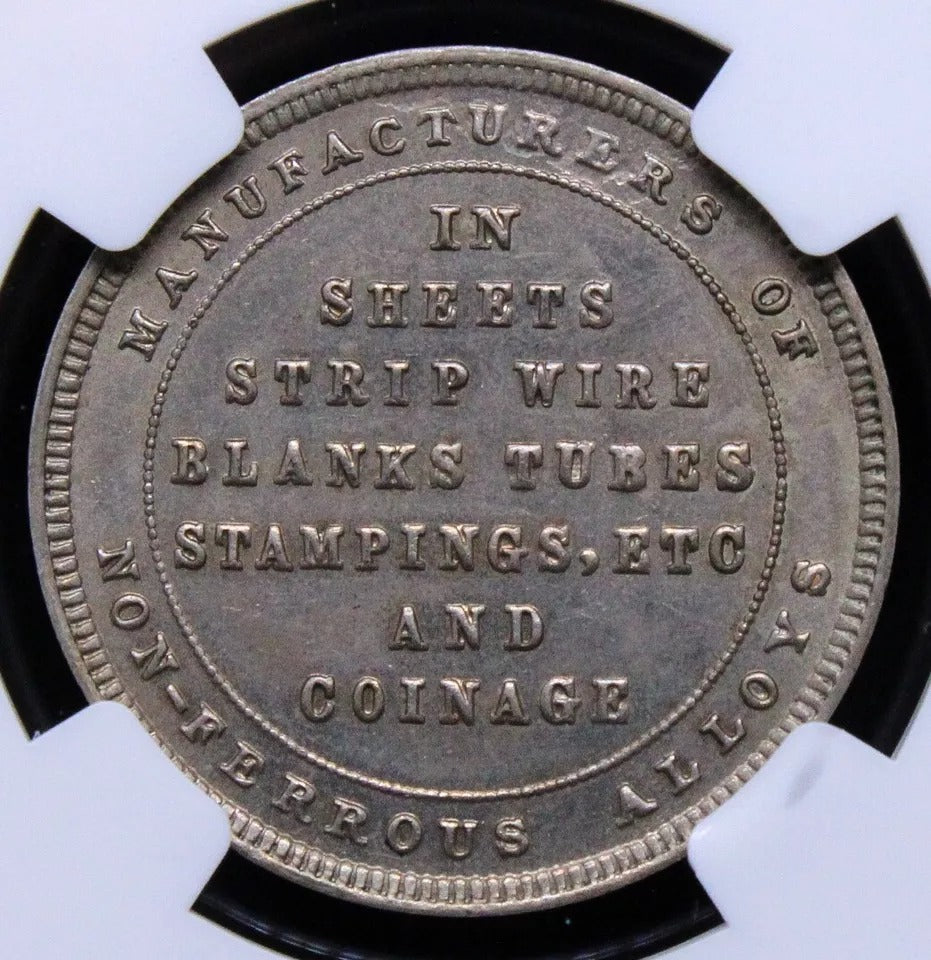 MANUFACTURERS OF
IN
SHEETS
STRIP WIRE
BLANKS TUBES
STAMPINGS, ETC
AND
COINAGE
NON-FERROUS ALLOYS